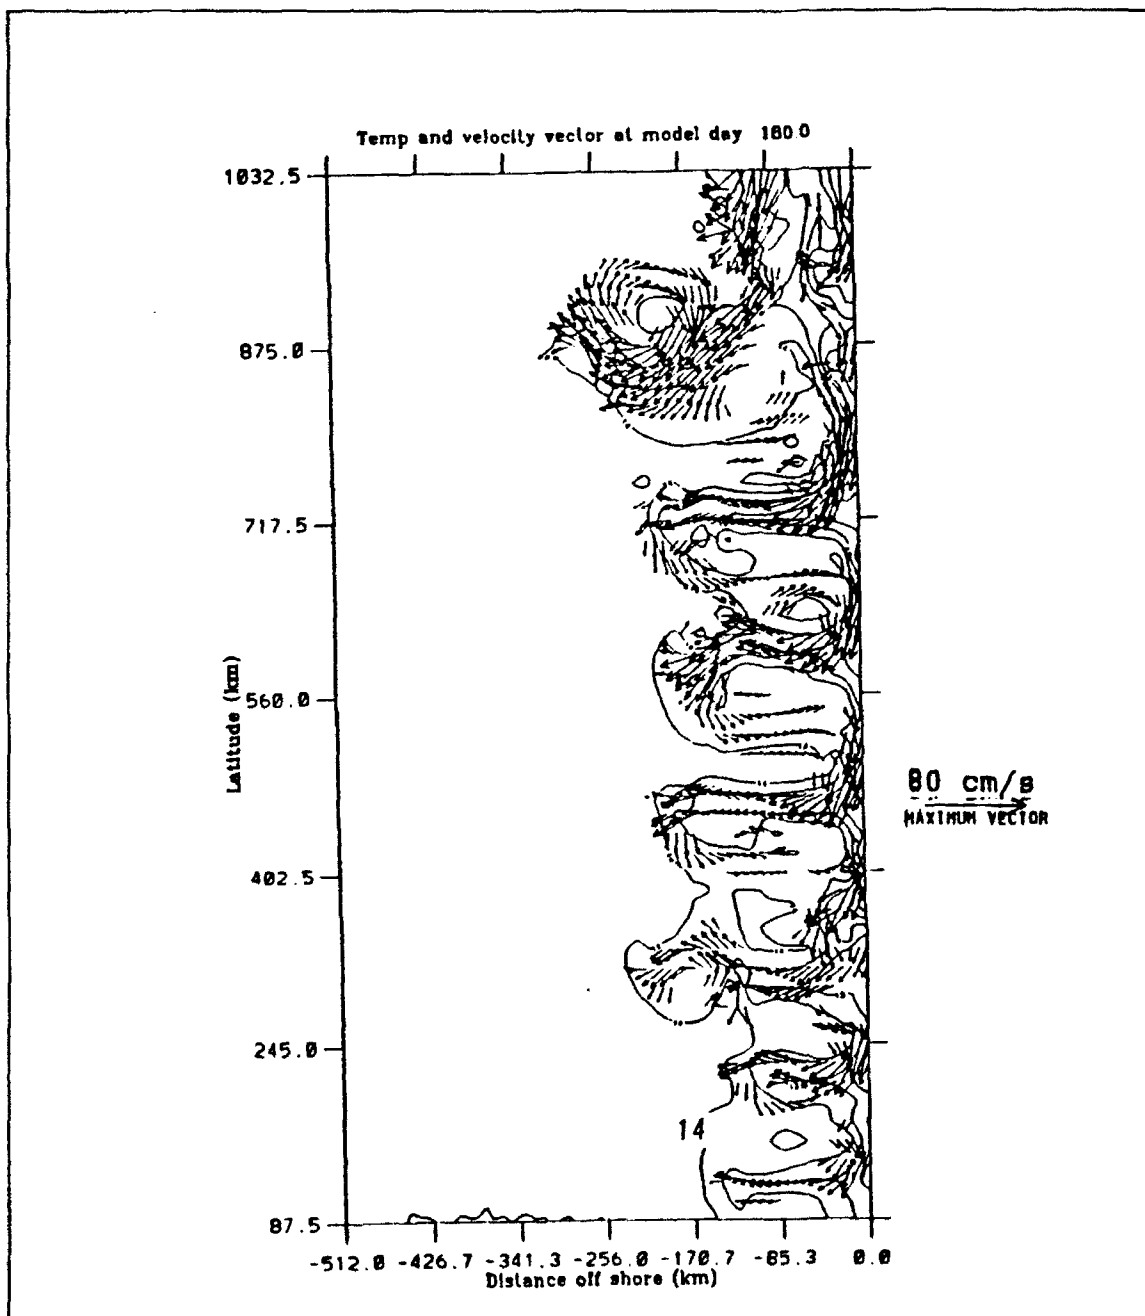 Temp and velocity vector at model day 180.0
1032.5
875.0
717.5
560.0
402.5
245.0
87.5
Latitude (km)
80 cm/s
MAXIMUM VECTOR
14
-512.0 -426.7 -341.3 -256.0 -170.7 -85.3 0.0
Distance off shore (km)